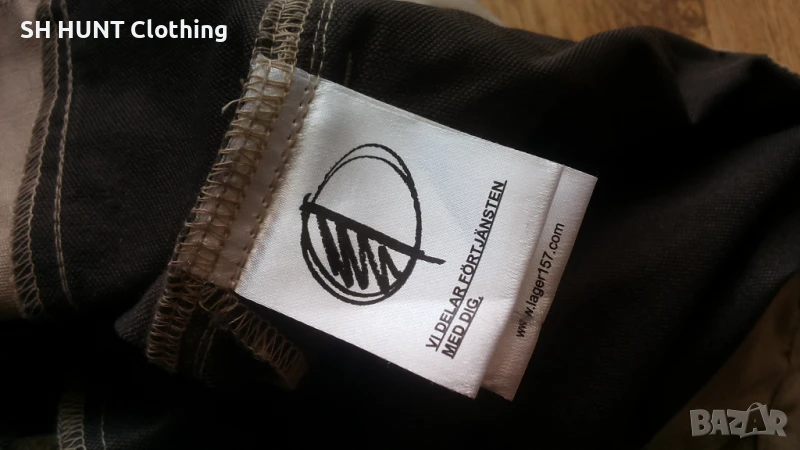 SH HUNT Clothing
VI DELAR FÖRTJÄNSTEN
MED DIG.
www.lager157.com
BAZAR